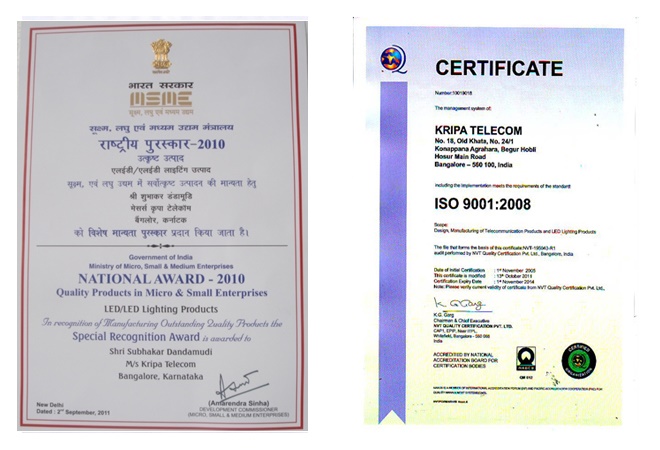 भारत सरकार
MSME
सूक्ष्म, लघु एवं मध्यम उद्यम
सूक्ष्म, लघु एवं मध्यम उद्यम मंत्रालय
राष्ट्रीय पुरस्कार-2010
उत्कृष्ट उत्पाद
एलईडी/एलईडी लाइटिंग उत्पाद
सूक्ष्म, एवं लघु उद्यम में सर्वोत्कृष्ट उत्पादन की मान्यता हेतु
श्री शुभाकर डंडामूडि
मेसर्स कृपा टेलेकॉम
बैंगलोर, कर्नाटक
को विशेष मान्यता पुरस्कार प्रदान किया जाता है।
Government of India
Ministry of Micro, Small & Medium Enterprises
NATIONAL AWARD - 2010
Quality Products in Micro & Small Enterprises
LED/LED Lighting Products
In recognition of Manufacturing Outstanding Quality Products the
Special Recognition Award is awarded to
Shri Subhakar Dandamudi
M/s Kripa Telecom
Bangalore, Karnataka
New Delhi
Dated : 2nd September, 2011
(Amarendra Sinha)
DEVELOPMENT COMMISSIONER
(MICRO, SMALL & MEDIUM ENTERPRISES)
CERTIFICATE
Number:
The management system of:
KRIPA TELECOM
No. 18, Old Khata, No. 24/1
Konappana Agrahara, Begur Hobli
Hosur Main Road
Bangalore – 560 100, India
including the implementation meets the requirements of the standard:
ISO 9001:2008
Scope:
Design, Manufacturing of Telecommunication Products and LED Lighting Products
The file that forms the basis of this certificate:
audit performed by NVT Quality Certification Pvt. Ltd., Bangalore, India
Date of Initial Certification : 1st November 2005
This Certificate : 13th October 2011
Certification Expiry Date : 1st November 2014
Note: Please verify current validity of certificate from NVT Quality Certification Pvt. Ltd.,
K G Garg
K.G. Garg
Chairman & Chief Executive
NVT QUALITY CERTIFICATION PVT. LTD.
Whitefield, Bangalore - 560 066
India
ACCREDITED BY NATIONAL
ACCREDITATION BOARD FOR
CERTIFICATION BODIES
CERTIFIED
ORGANIZATION